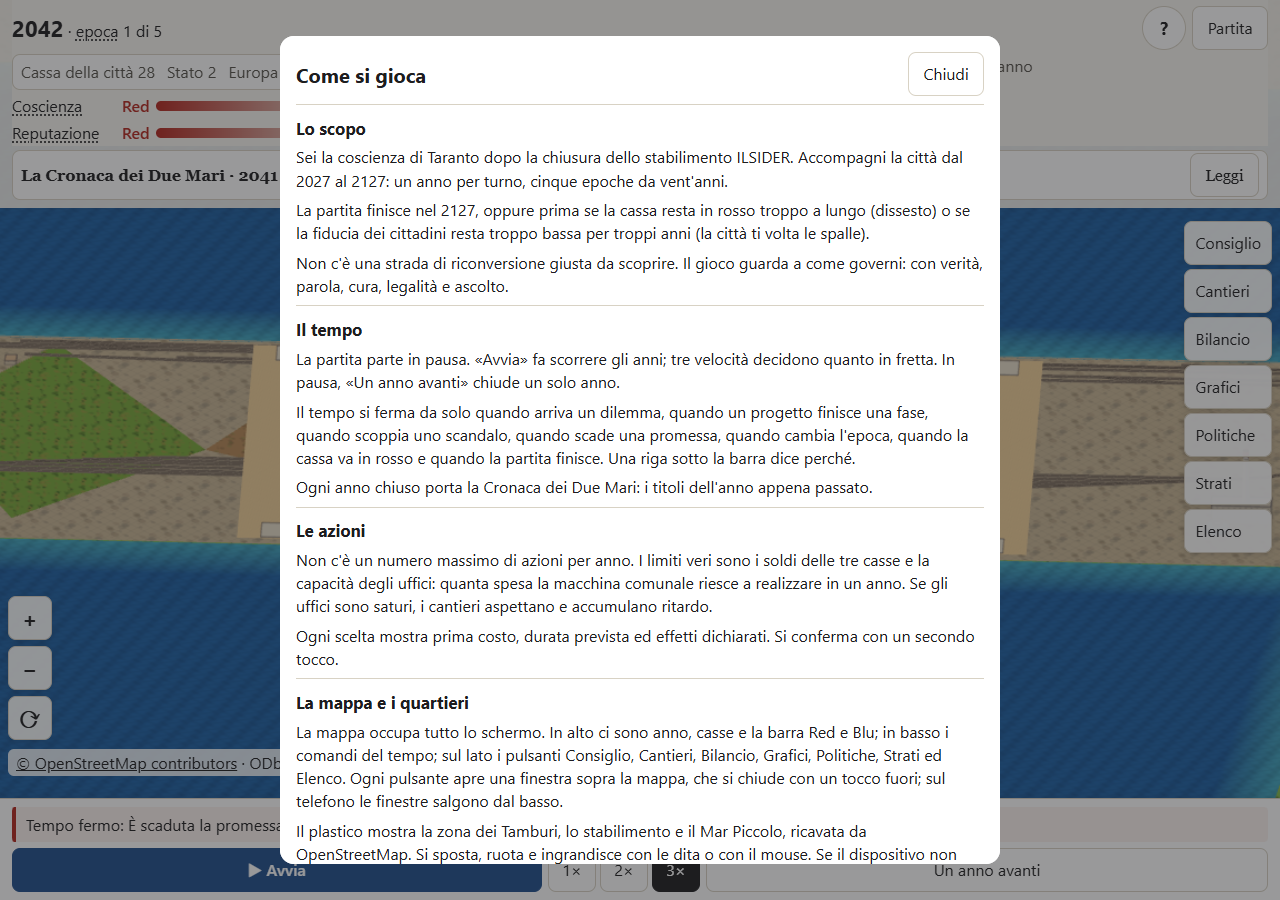 2042 · epoca 1 di 5
?
Partita
Cassa della città 28 Stato 2 Europa
anno
Coscienza Red
Reputazione Red
La Cronaca dei Due Mari · 2041
Leggi
Come si gioca
Chiudi
Lo scopo
Sei la coscienza di Taranto dopo la chiusura dello stabilimento ILSIDER. Accompagni la città dal
2027 al 2127: un anno per turno, cinque epoche da vent'anni.
La partita finisce nel 2127, oppure prima se la cassa resta in rosso troppo a lungo (dissesto) o se
la fiducia dei cittadini resta troppo bassa per troppi anni (la città ti volta le spalle).
Non c'è una strada di riconversione giusta da scoprire. Il gioco guarda a come governi: con verità,
parola, cura, legalità e ascolto.
Il tempo
La partita parte in pausa. «Avvia» fa scorrere gli anni; tre velocità decidono quanto in fretta. In
pausa, «Un anno avanti» chiude un solo anno.
Il tempo si ferma da solo quando arriva un dilemma, quando un progetto finisce una fase,
quando scoppia uno scandalo, quando scade una promessa, quando cambia l'epoca, quando la
cassa va in rosso e quando la partita finisce. Una riga sotto la barra dice perché.
Ogni anno chiuso porta la Cronaca dei Due Mari: i titoli dell'anno appena passato.
Le azioni
Non c'è un numero massimo di azioni per anno. I limiti veri sono i soldi delle tre casse e la
capacità degli uffici: quanta spesa la macchina comunale riesce a realizzare in un anno. Se gli
uffici sono saturi, i cantieri aspettano e accumulano ritardo.
Ogni scelta mostra prima costo, durata prevista ed effetti dichiarati. Si conferma con un secondo
tocco.
La mappa e i quartieri
La mappa occupa tutto lo schermo. In alto ci sono anno, casse e la barra Red e Blu; in basso i
comandi del tempo; sul lato i pulsanti Consiglio, Cantieri, Bilancio, Grafici, Politiche, Strati ed
Elenco. Ogni pulsante apre una finestra sopra la mappa, che si chiude con un tocco fuori; sul
telefono le finestre salgono dal basso.
Il plastico mostra la zona dei Tamburi, lo stabilimento e il Mar Piccolo, ricavata da
OpenStreetMap. Si sposta, ruota e ingrandisce con le dita o con il mouse. Se il dispositivo non
Consiglio
Cantieri
Bilancio
Grafici
Politiche
Strati
Elenco
+
−
⟳
© OpenStreetMap contributors · ODb
Tempo fermo: È scaduta la promessa
▶ Avvia
1×
2×
3×
Un anno avanti